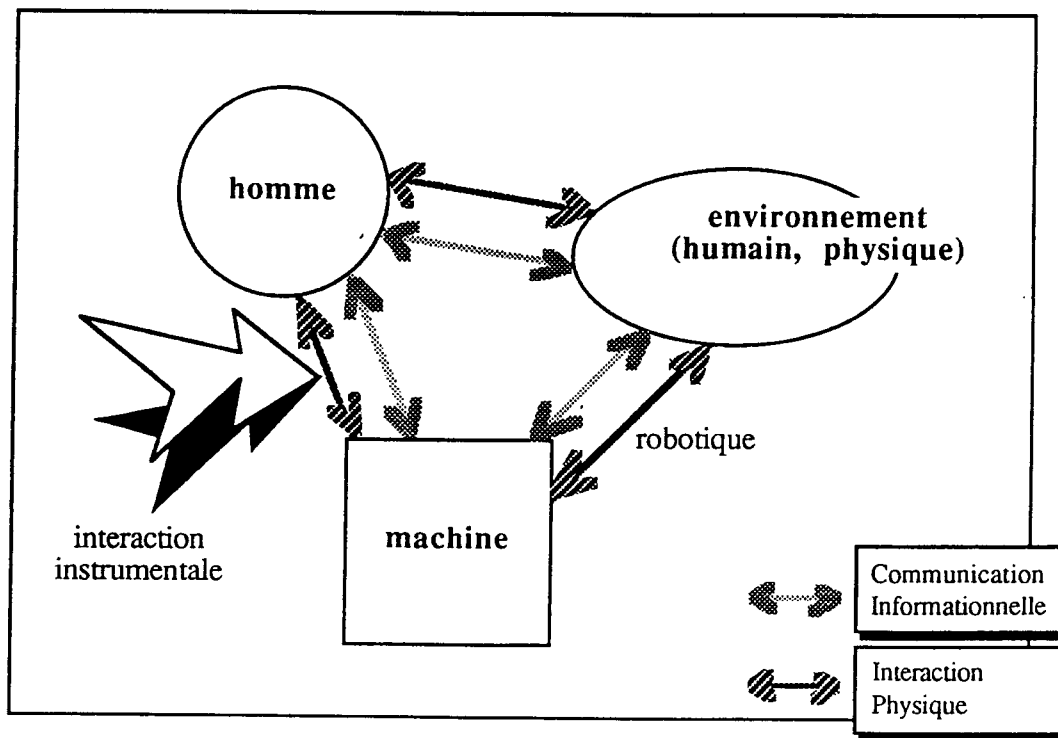 homme
environnement
(humain, physique)
robotique
interaction
instrumentale
machine
Communication
Informationnelle
Interaction
Physique